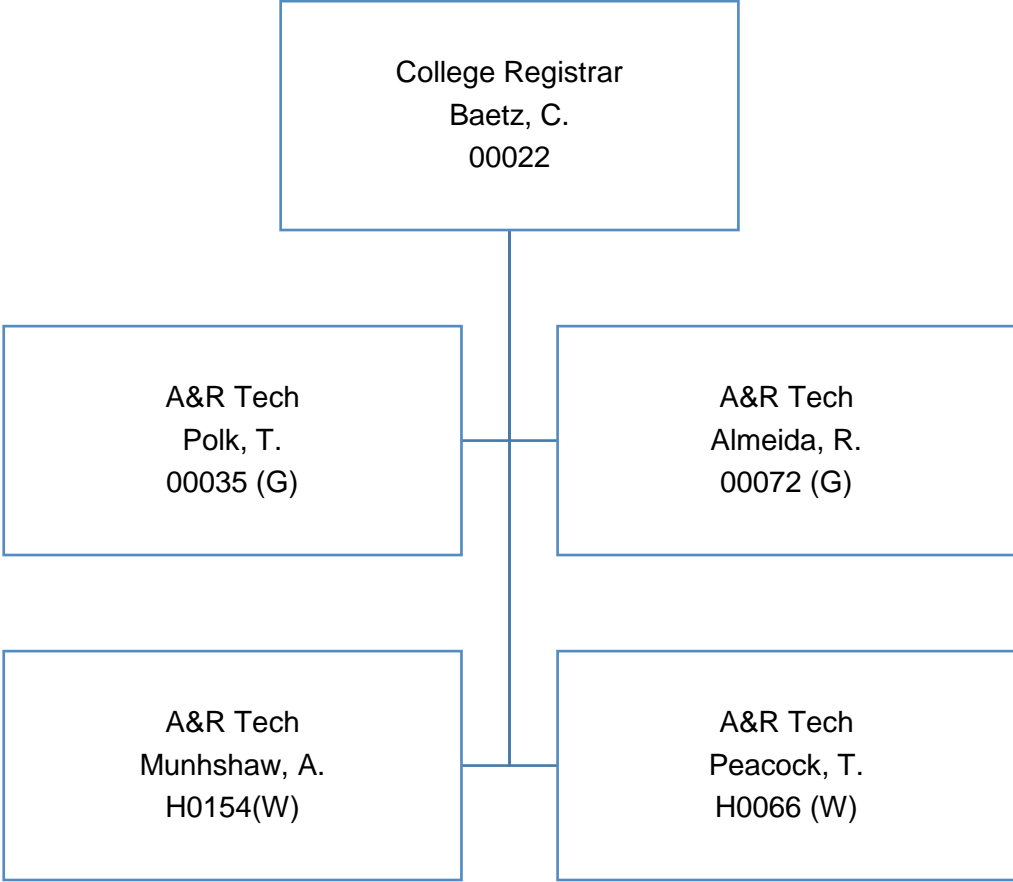 College Registrar
Baetz, C.
00022
A&R Tech
Polk, T.
00035 (G)
A&R Tech
Almeida, R.
00072 (G)
A&R Tech
Munhshaw, A.
H0154(W)
A&R Tech
Peacock, T.
H0066 (W)